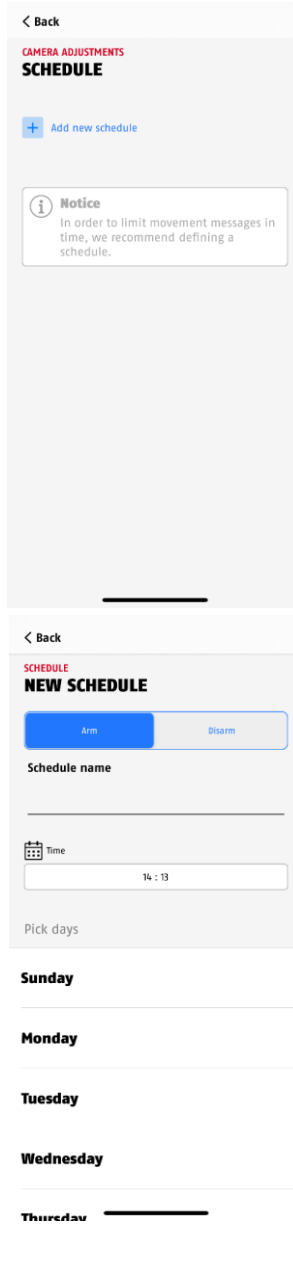 Back
CAMERA ADJUSTMENTS
SCHEDULE
+ Add new schedule
Notice
In order to limit movement messages in
time, we recommend defining a
schedule.
Back
SCHEDULE
NEW SCHEDULE
Arm Disarm
Schedule name
Time
14 : 13
Pick days
Sunday
Monday
Tuesday
Wednesday
Thursday